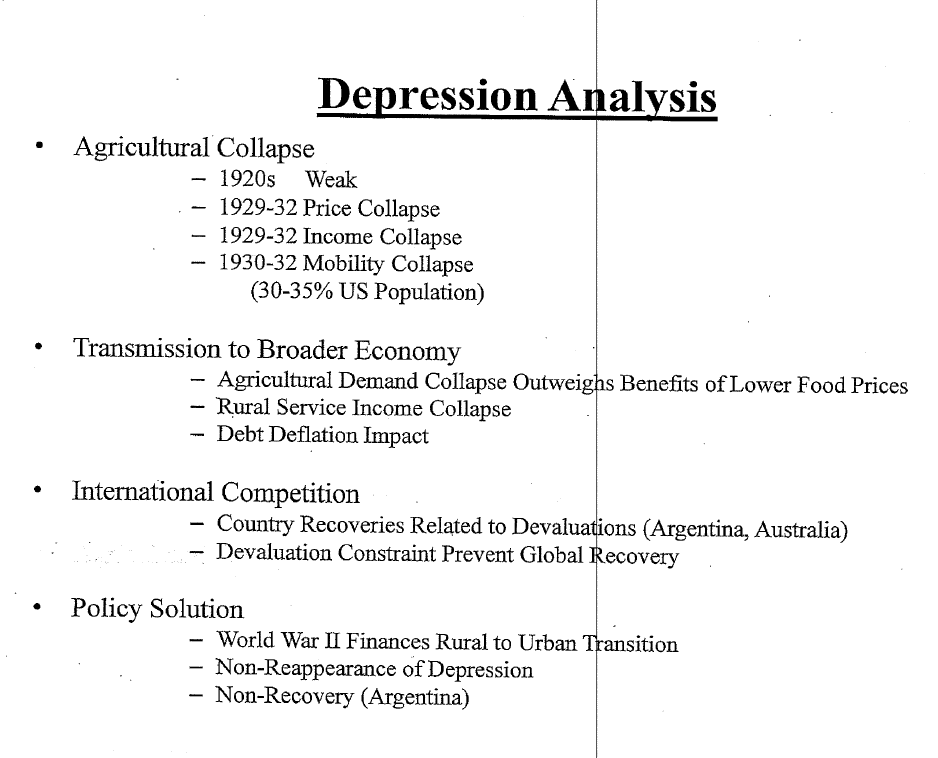 Depression Analysis
• Agricultural Collapse
– 1920s Weak
– 1929-32 Price Collapse
– 1929-32 Income Collapse
– 1930-32 Mobility Collapse
(30-35% US Population)
• Transmission to Broader Economy
– Agricultural Demand Collapse Outweighs Benefits of Lower Food Prices
– Rural Service Income Collapse
– Debt Deflation Impact
• International Competition
– Country Recoveries Related to Devaluations (Argentina, Australia)
– Devaluation Constraint Prevent Global Recovery
• Policy Solution
– World War II Finances Rural to Urban Transition
– Non-Reappearance of Depression
– Non-Recovery (Argentina)